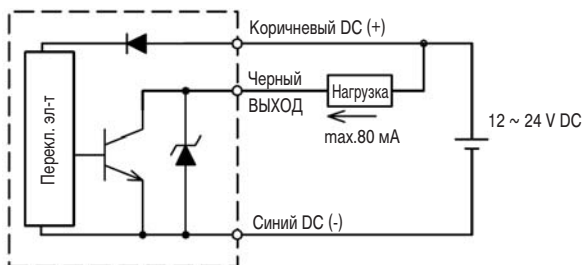 Коричневый DC (+)
Черный
ВЫХОД
Нагрузка
max.80 мА
12 ~ 24 V DC
Перекл. эл-т
Синий DC (-)